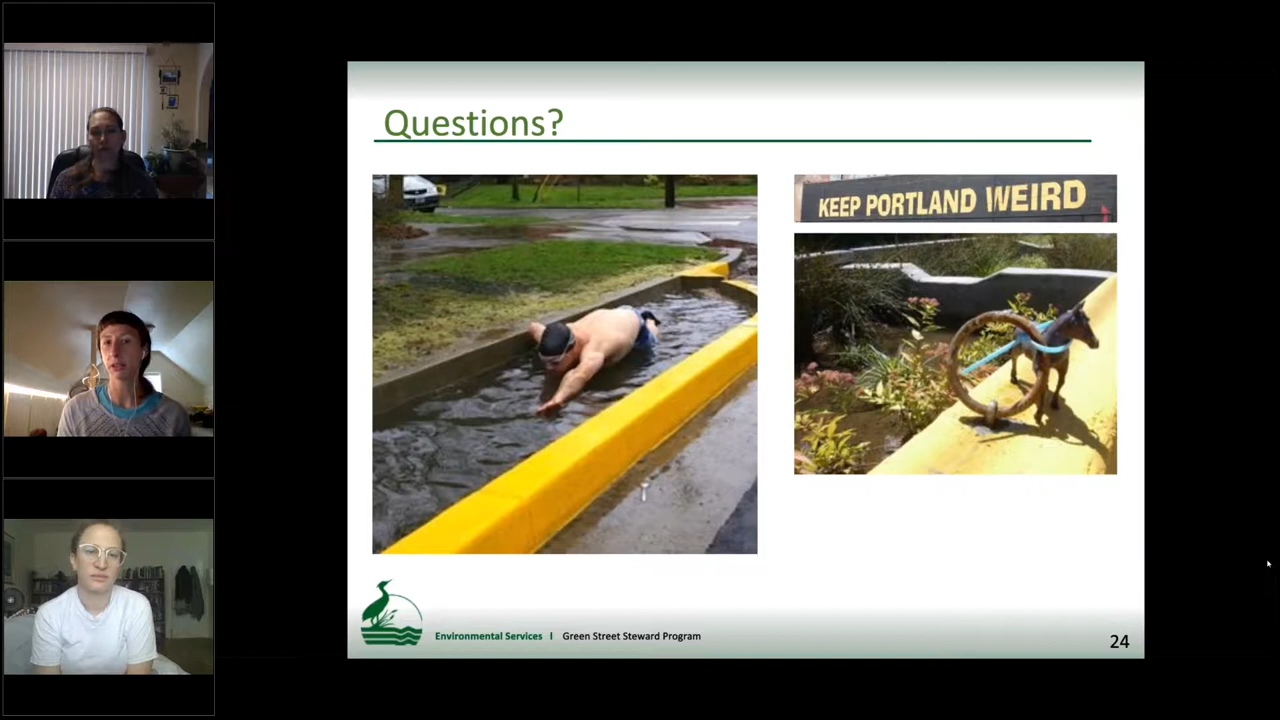 Questions?
KEEP PORTLAND WEIRD
Environmental Services | Green Street Steward Program
24